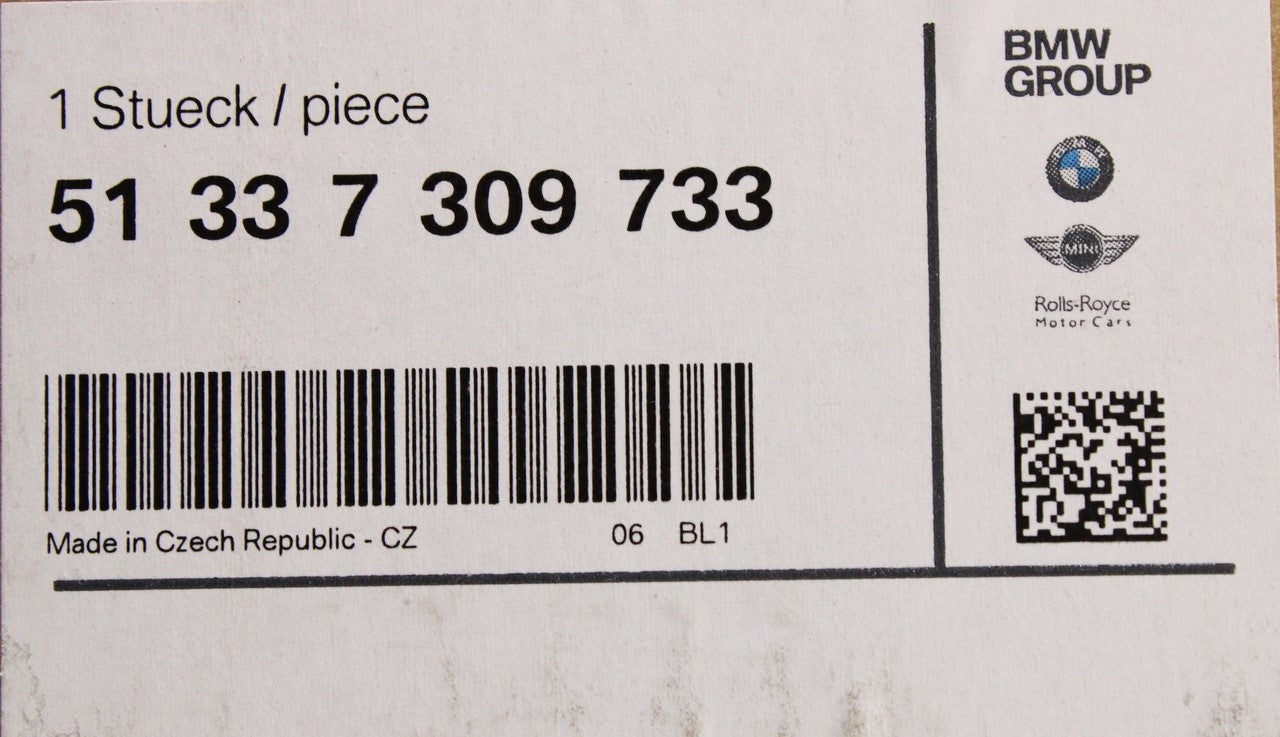 1 Stueck / piece
51 33 7 309 733
Made in Czech Republic - CZ 06 BL1
BMW
GROUP
BMW
MINI
Rolls-Royce
Motor Cars